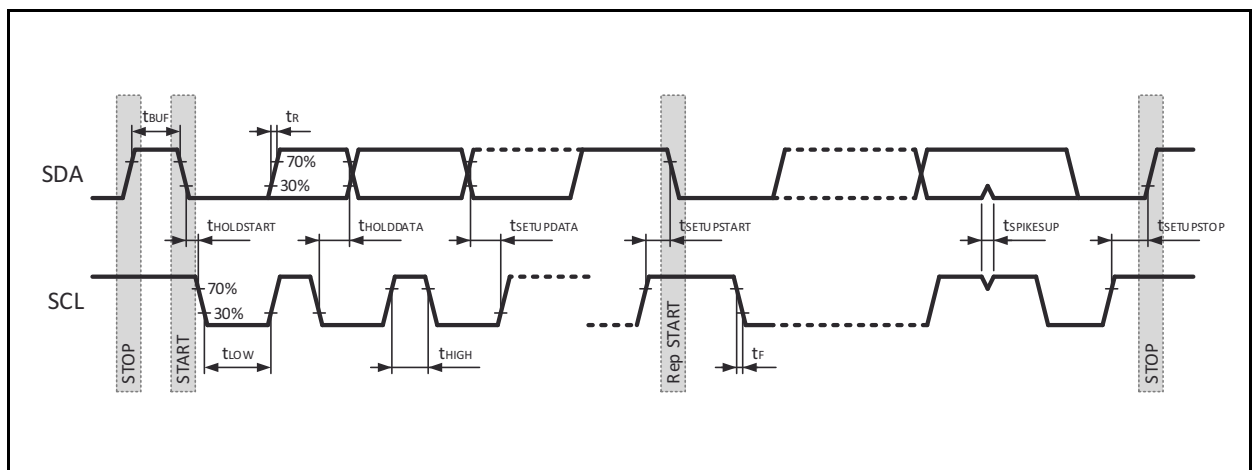 tBUF
tR
SDA
70%
30%
tHOLDSTART
tHOLDDATA
tSETUPDATA
tSETUPSTART
tSPIKESUP
tSETUPSTOP
SCL
70%
30%
tLOW
tHIGH
tF
STOP
START
Rep START
STOP